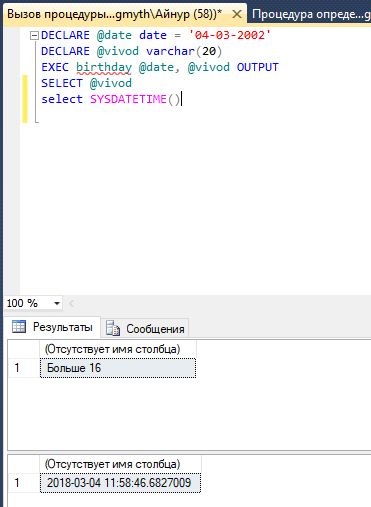 Вызов процедуры...gmyth\Айнур (58))* Процедура опреде...g
DECLARE @date date = '04-03-2002'
DECLARE @vivod varchar(20)
EXEC birthday @date, @vivod OUTPUT
SELECT @vivod
select SYSDATETIME()
100 %
Результаты Сообщения
(Отсутствует имя столбца)
1 Больше 16
(Отсутствует имя столбца)
1 2018-03-04 11:58:46.6827009